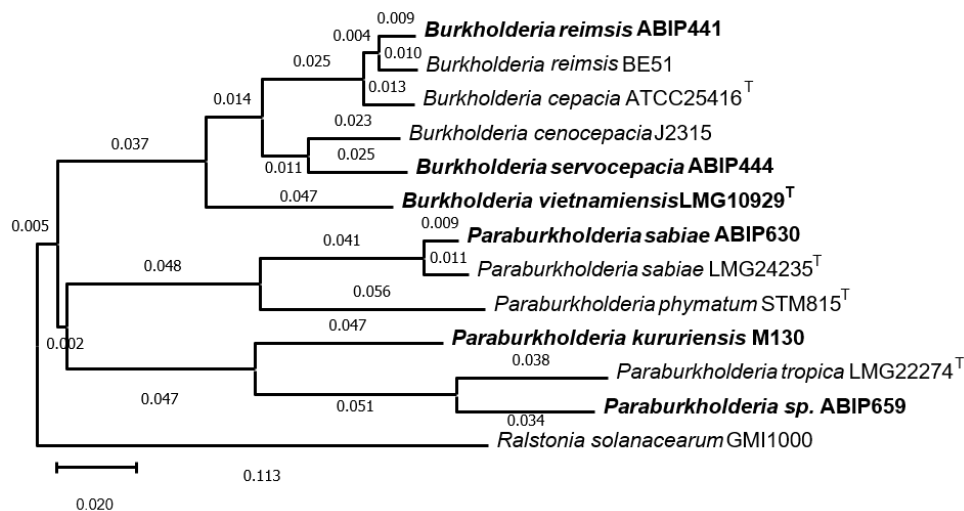 0.009
Burkholderia reimsis ABIP441
0.004
0.010
Burkholderia reimsis BE51
0.025
0.013
Burkholderia cepacia ATCC25416T
0.014
0.023
Burkholderia cenocepacia J2315
0.037
0.025
0.011
Burkholderia servocepacia ABIP444
0.047
Burkholderia vietnamiensisLMG10929T
0.005
0.009
Paraburkholderia sabiae ABIP630
0.041
0.011
Paraburkholderia sabiae LMG24235T
0.048
0.056
Paraburkholderia phymatum STM815T
0.047
Paraburkholderia kururiensis M130
0.002
0.038
Paraburkholderia tropica LMG22274T
0.047
0.051
Paraburkholderia sp. ABIP659
0.034
Ralstonia solanacearum GMI1000
0.113
0.020